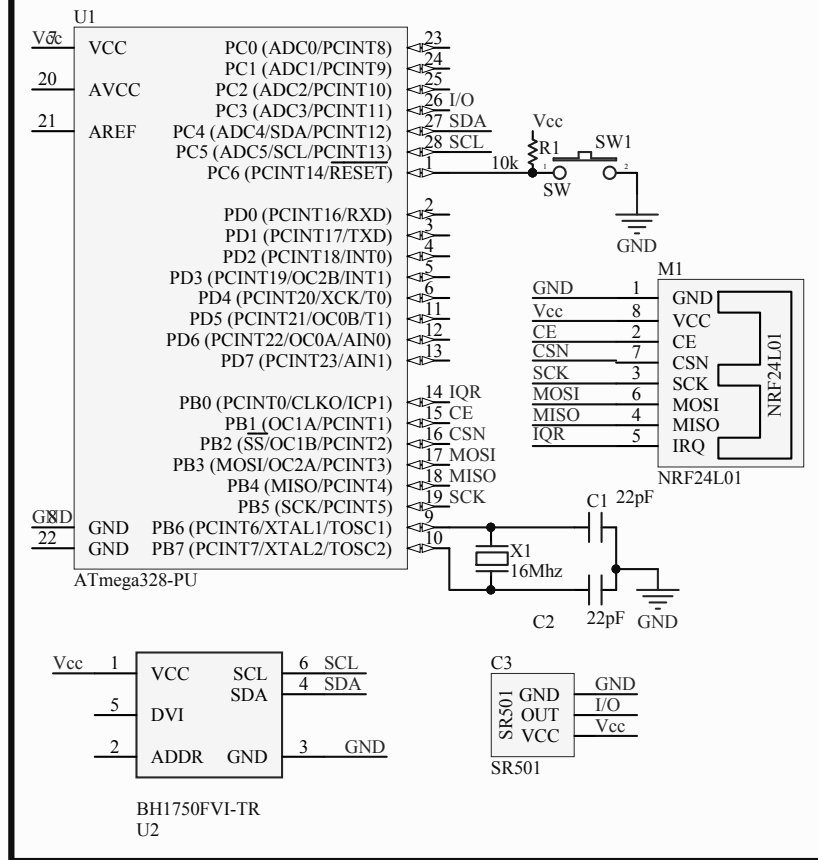 U1
Vcc 7 VCC PC0 (ADC0/PCINT8) 23
PC1 (ADC1/PCINT9) 24
20 AVCC PC2 (ADC2/PCINT10) 25
PC3 (ADC3/PCINT11) 26 I/O
21 AREF PC4 (ADC4/SDA/PCINT12) 27 SDA
PC5 (ADC5/SCL/PCINT13) 28 SCL
PC6 (PCINT14/RESET) 1
PD0 (PCINT16/RXD) 2
PD1 (PCINT17/TXD) 3
PD2 (PCINT18/INT0) 4
PD3 (PCINT19/OC2B/INT1) 5
PD4 (PCINT20/XCK/T0) 6
PD5 (PCINT21/OC0B/T1) 11
PD6 (PCINT22/OC0A/AIN0) 12
PD7 (PCINT23/AIN1) 13
PB0 (PCINT0/CLKO/ICP1) 14 IQR
PB1 (OC1A/PCINT1) 15 CE
PB2 (SS/OC1B/PCINT2) 16 CSN
PB3 (MOSI/OC2A/PCINT3) 17 MOSI
PB4 (MISO/PCINT4) 18 MISO
PB5 (SCK/PCINT5) 19 SCK
GND 8 GND PB6 (PCINT6/XTAL1/TOSC1) 9
22 GND PB7 (PCINT7/XTAL2/TOSC2) 10
ATmega328-PU
Vcc
R1
10k
SW1
1 2
SW
GND
M1
GND 1 GND
Vcc 8 VCC
CE 2 CE
CSN 7 CSN
SCK 3 SCK
MOSI 6 MOSI
MISO 4 MISO
IQR 5 IRQ
NRF24L01
NRF24L01
C1 22pF
X1
16Mhz
C2 22pF
GND
Vcc 1 VCC SCL 6 SCL
SDA 4 SDA
5 DVI
2 ADDR GND 3 GND
BH1750FVI-TR
U2
C3
SR501
GND GND
OUT I/O
VCC Vcc
SR501